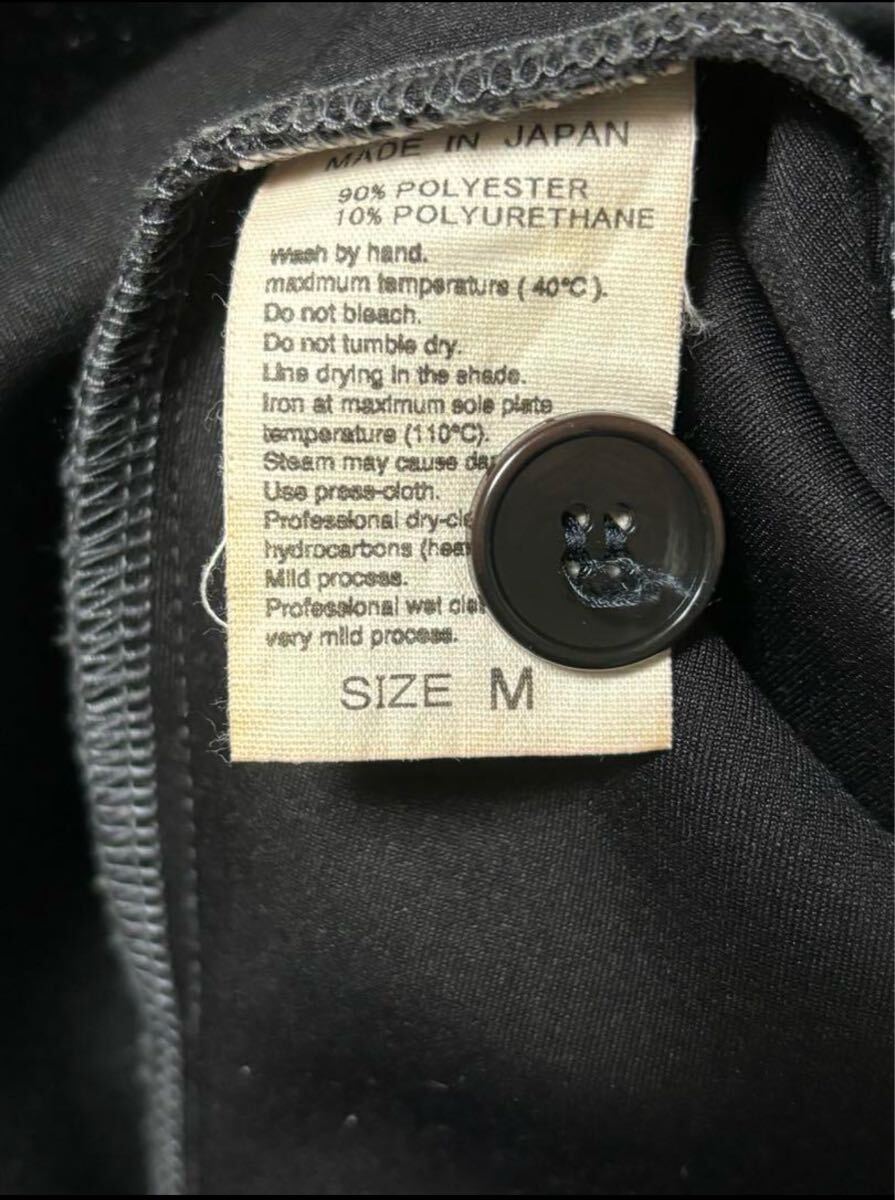 MADE IN JAPAN
90% POLYESTER
10% POLYURETHANE
Wash by hand.
maximum temperature ( 40°C ).
Do not bleach.
Do not tumble dry.
Line drying in the shade.
Iron at maximum sole plate
temperature (110°C).
Steam may cause
Use press-cloth.
Professional
hydrocarbons
Mild process.
Professional wet
very mild process.
SIZE M